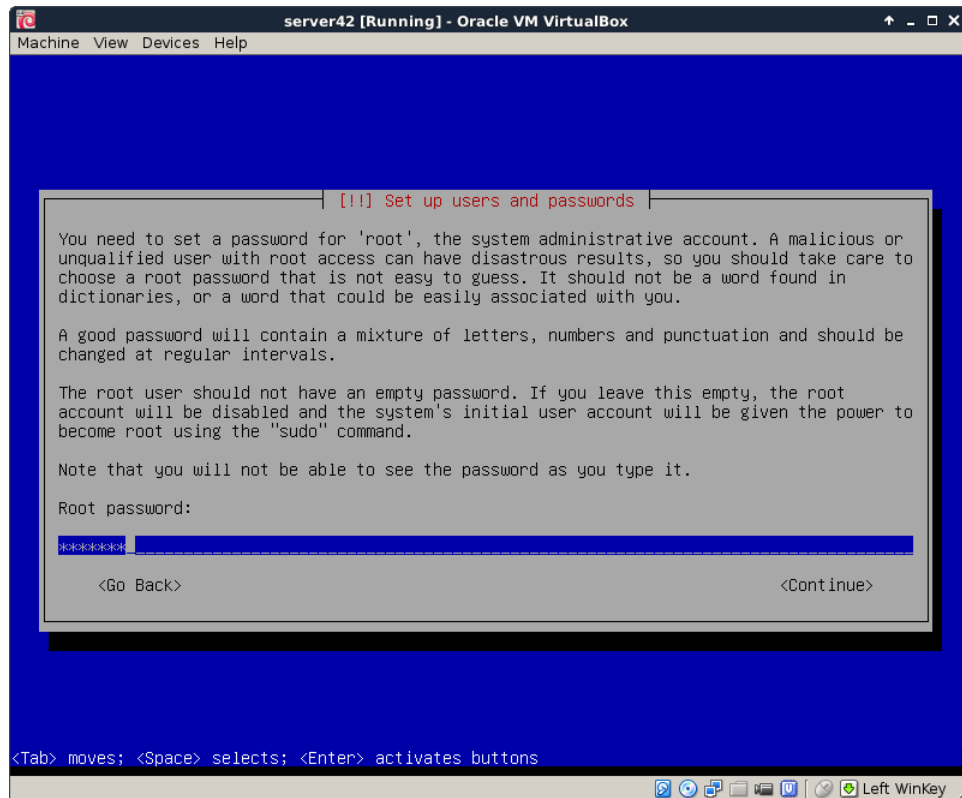 server42 [Running] - Oracle VM VirtualBox
Machine View Devices Help
[!!] Set up users and passwords
You need to set a password for 'root', the system administrative account. A malicious or
unqualified user with root access can have disastrous results, so you should take care to
choose a root password that is not easy to guess. It should not be a word found in
dictionaries, or a word that could be easily associated with you.
A good password will contain a mixture of letters, numbers and punctuation and should be
changed at regular intervals.
The root user should not have an empty password. If you leave this empty, the root
account will be disabled and the system's initial user account will be given the power to
become root using the "sudo" command.
Note that you will not be able to see the password as you type it.
Root password:
*******
<Go Back> <Continue>
<Tab> moves; <Space> selects; <Enter> activates buttons
Left WinKey